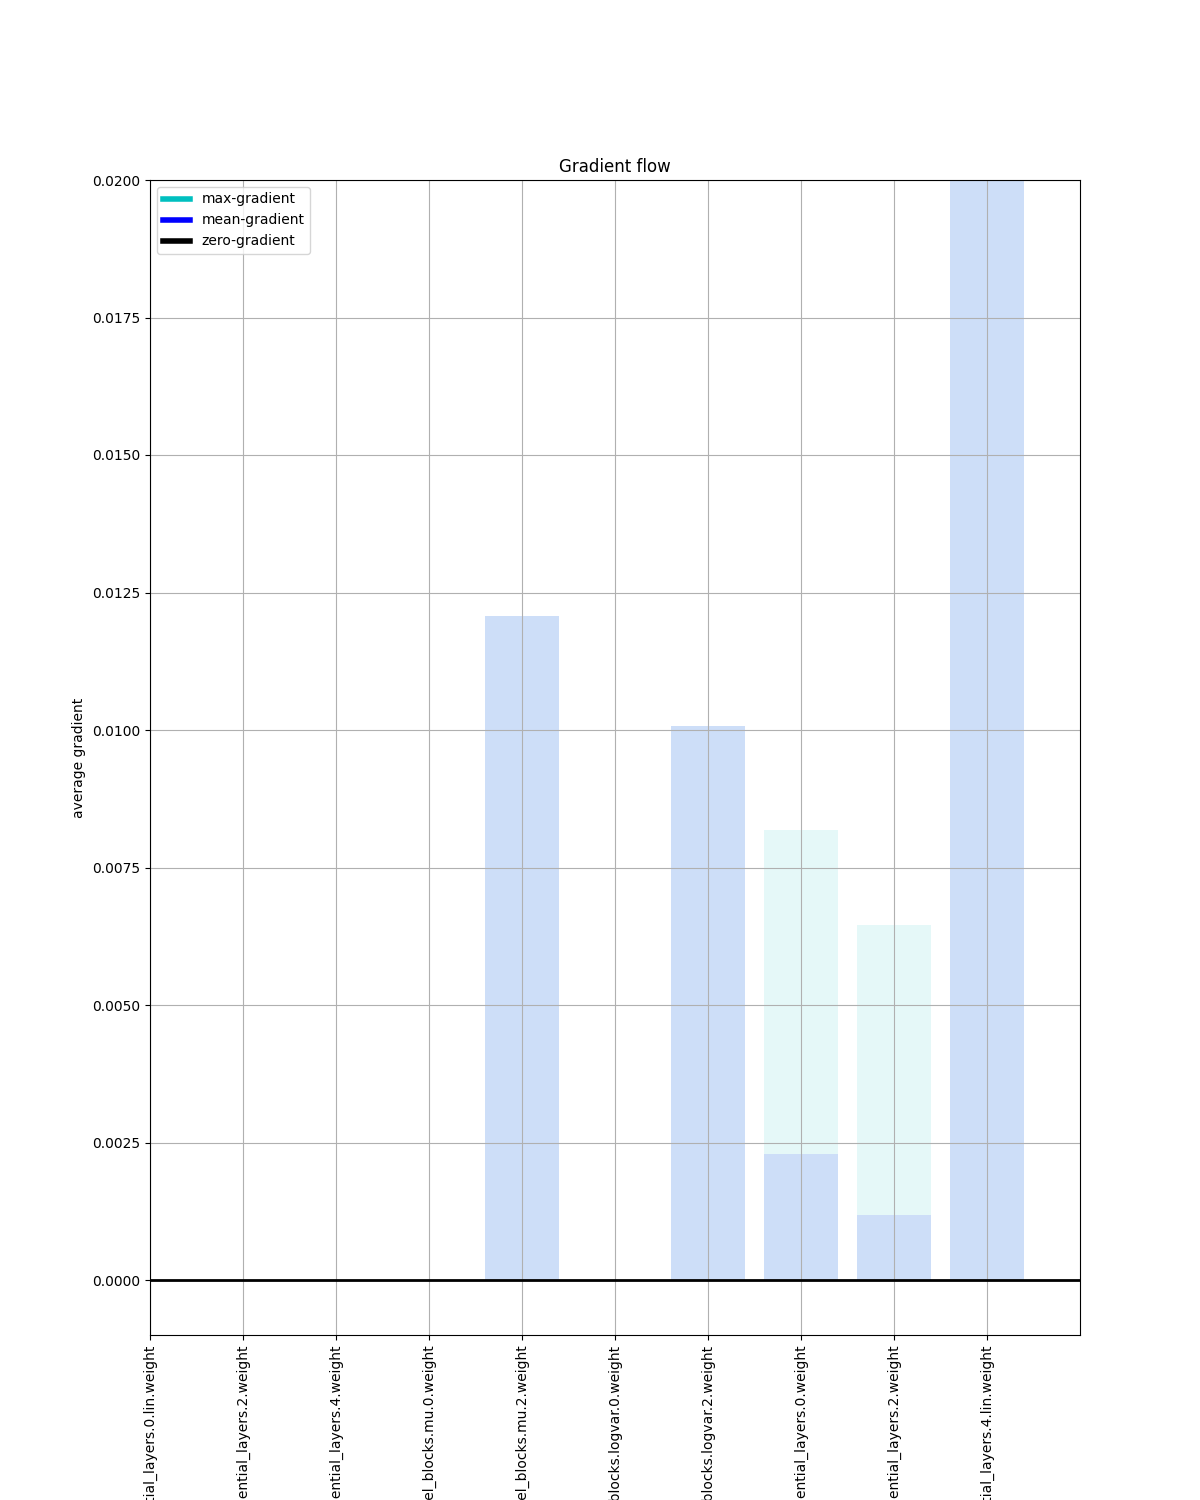 Gradient flow
max-gradient
mean-gradient
zero-gradient
0.0200
0.0175
0.0150
0.0125
0.0100
0.0075
0.0050
0.0025
0.0000
average gradient
tial_layers.0.lin.weight
ential_layers.2.weight
ential_layers.4.weight
el_blocks.mu.0.weight
el_blocks.mu.2.weight
blocks.logvar.0.weight
blocks.logvar.2.weight
ential_layers.0.weight
ential_layers.2.weight
tial_layers.4.lin.weight